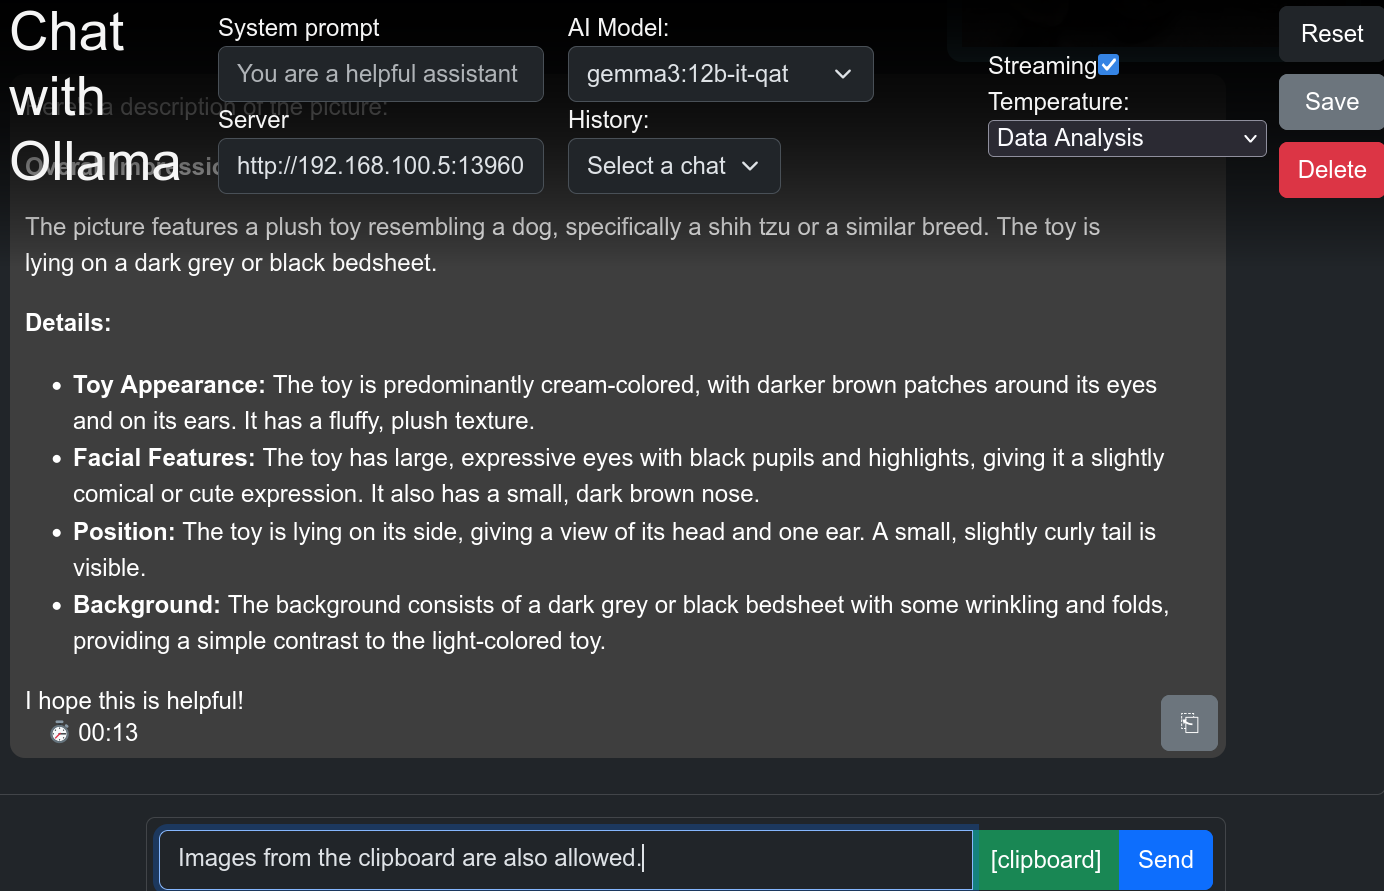 Chat
with
Ollama
System prompt
You are a helpful assistant
Server
http://192.168.100.5:13960
AI Model:
gemma3:12b-it-qat
History:
Select a chat
Streaming
Temperature:
Data Analysis
Reset
Save
Delete
Here's a description of the picture:
Overall Impressio
The picture features a plush toy resembling a dog, specifically a shih tzu or a similar breed. The toy is
lying on a dark grey or black bedsheet.
Details:
• Toy Appearance: The toy is predominantly cream-colored, with darker brown patches around its eyes
and on its ears. It has a fluffy, plush texture.
• Facial Features: The toy has large, expressive eyes with black pupils and highlights, giving it a slightly
comical or cute expression. It also has a small, dark brown nose.
• Position: The toy is lying on its side, giving a view of its head and one ear. A small, slightly curly tail is
visible.
• Background: The background consists of a dark grey or black bedsheet with some wrinkling and folds,
providing a simple contrast to the light-colored toy.
I hope this is helpful!
00:13
Images from the clipboard are also allowed.
[clipboard]
Send